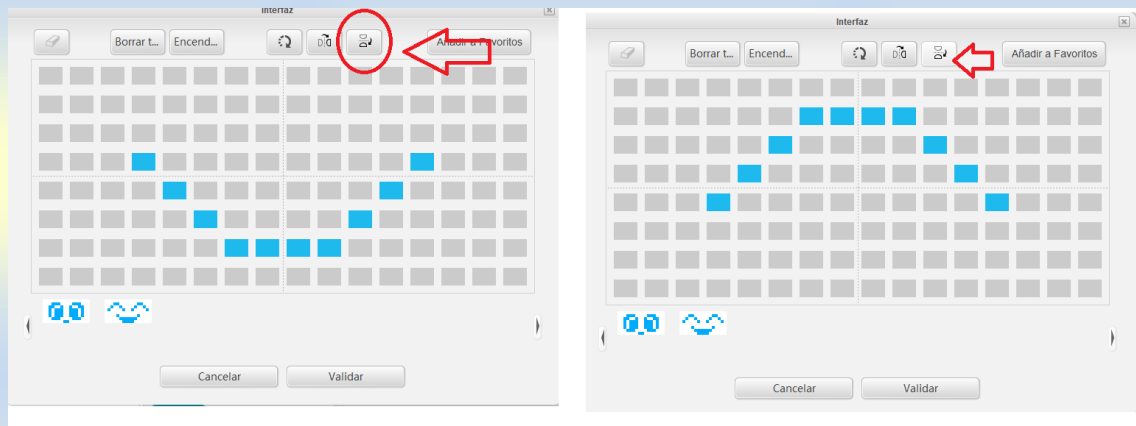 Interfaz
Borrar t... Encend... Añadir a Favoritos
Cancelar Validar
Interfaz
Borrar t... Encend... Añadir a Favoritos
Cancelar Validar